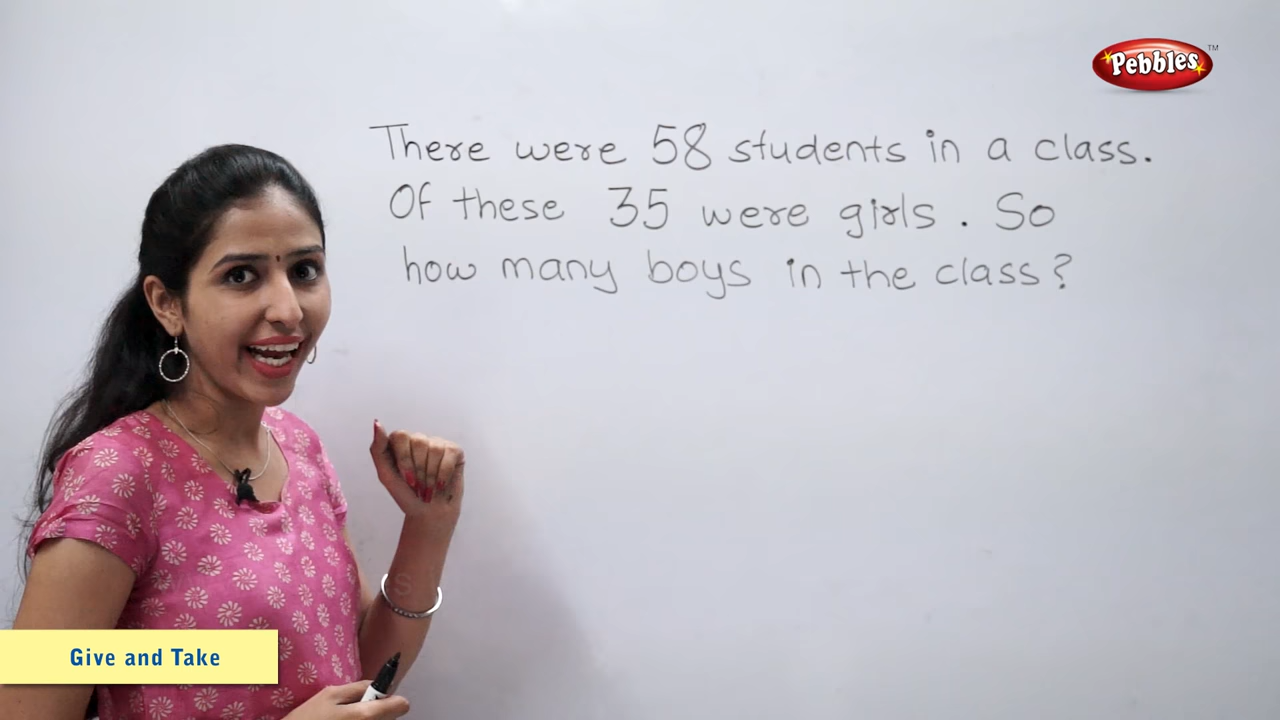 Pebbles™
There were 58 students in a class.
Of these 35 were girls. So
how many boys in the class?
Give and Take